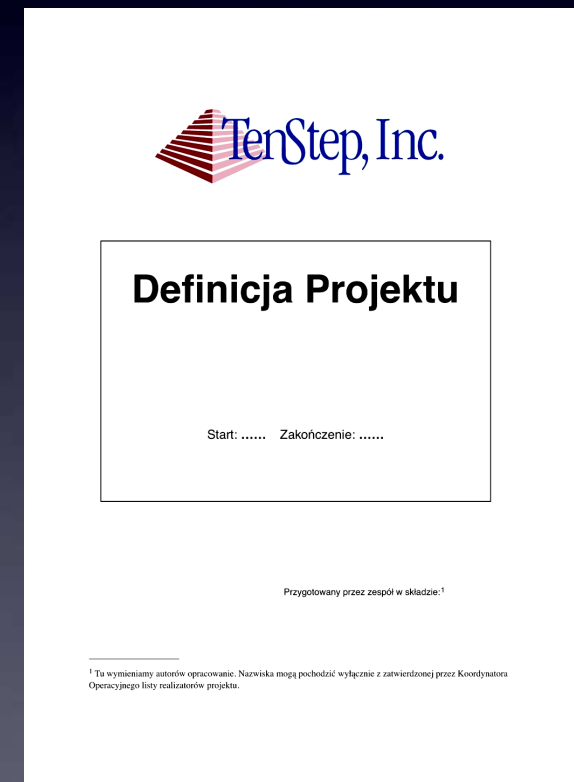 TenStep, Inc.
Definicja Projektu
Start: ...... Zakończenie: ......
Przygotowany przez zespół w składzie:1
1 Tu wymieniamy autorów opracowanie. Nazwiska mogą pochodzić wyłącznie z zatwierdzonej przez Koordynatora
Operacyjnego listy realizatorów projektu.